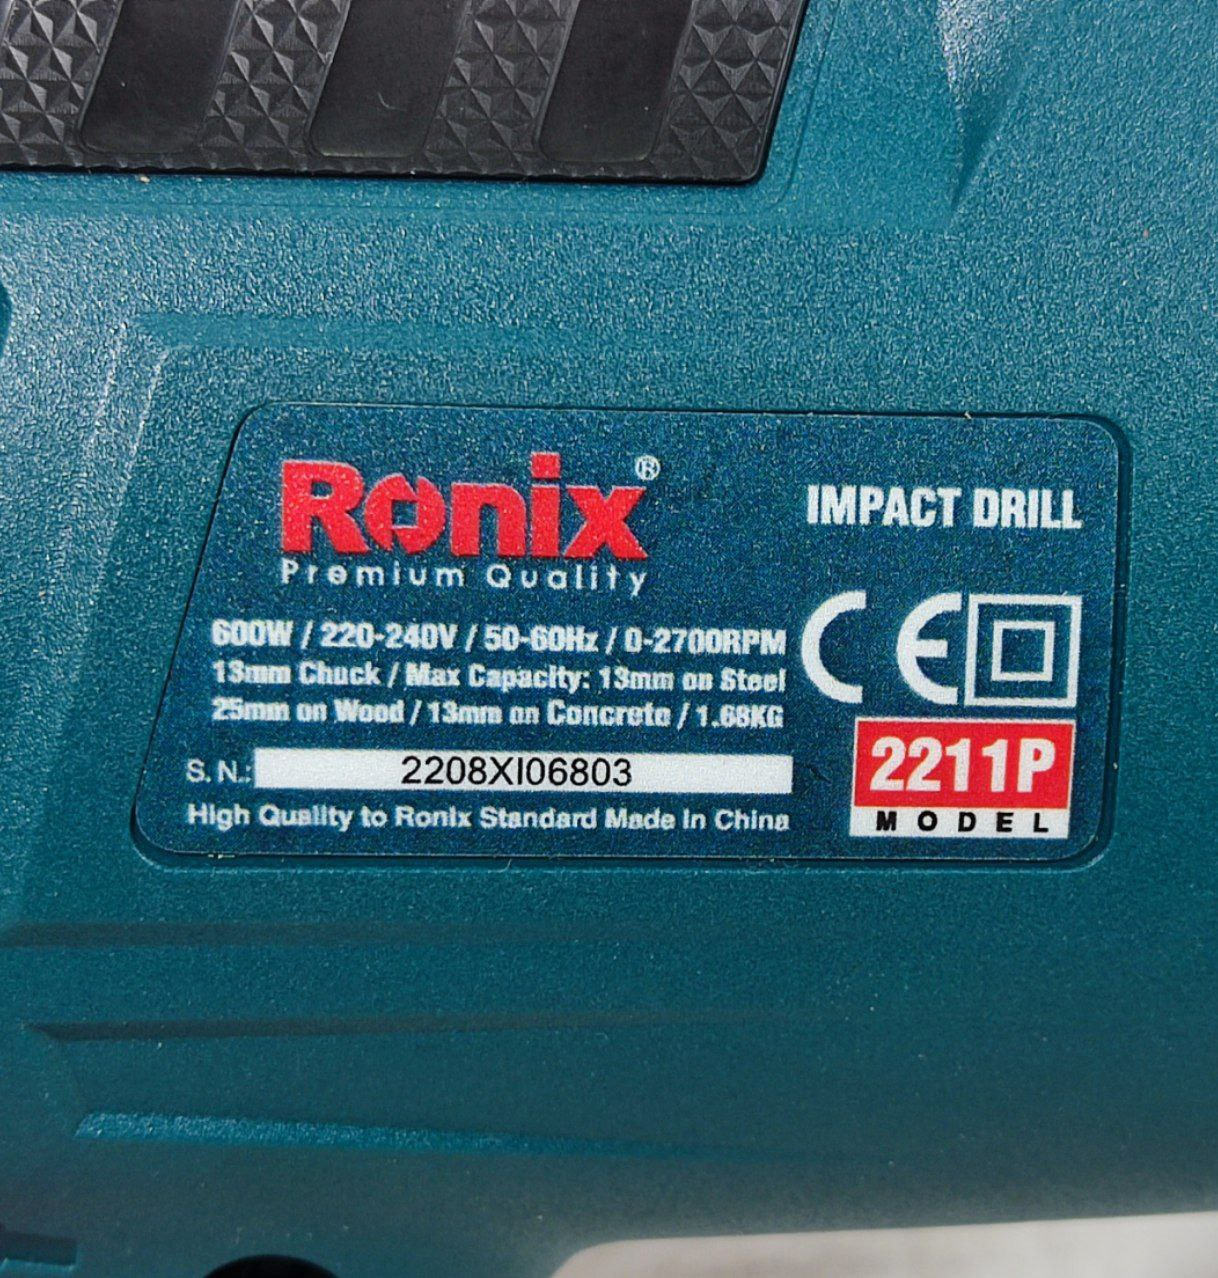 Ronix®
Premium Quality
IMPACT DRILL
600W / 220-240V / 50-60Hz / 0-2700RPM
13mm Chuck / Max Capacity: 13mm on Steel
25mm on Wood / 13mm on Concrete / 1.68KG
CE
S.N.: 2208XI06803
2211P
MODEL
High Quality to Ronix Standard Made in China